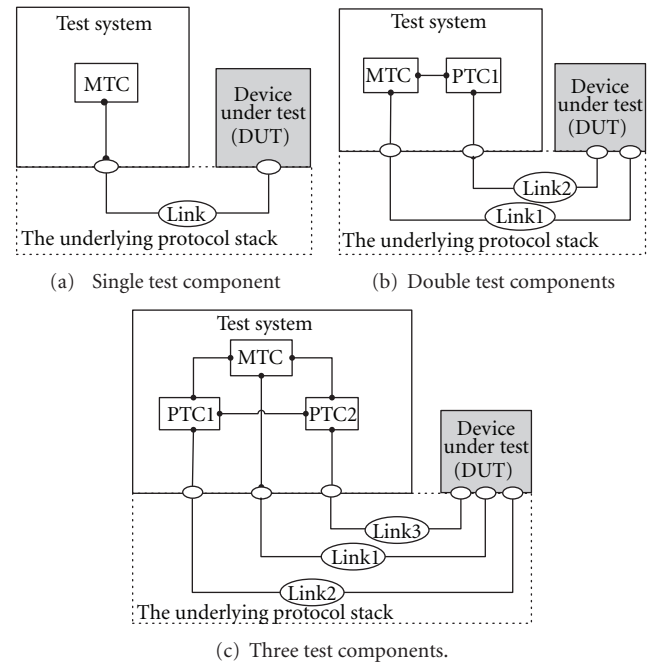 Test system
MTC
Device
under test
(DUT)
Link
The underlying protocol stack
(a) Single test component
Test system
MTC
PTC1
Device
under test
(DUT)
Link2
Link1
The underlying protocol stack
(b) Double test components
Test system
MTC
PTC1
PTC2
Device
under test
(DUT)
Link3
Link1
Link2
The underlying protocol stack
(c) Three test components.